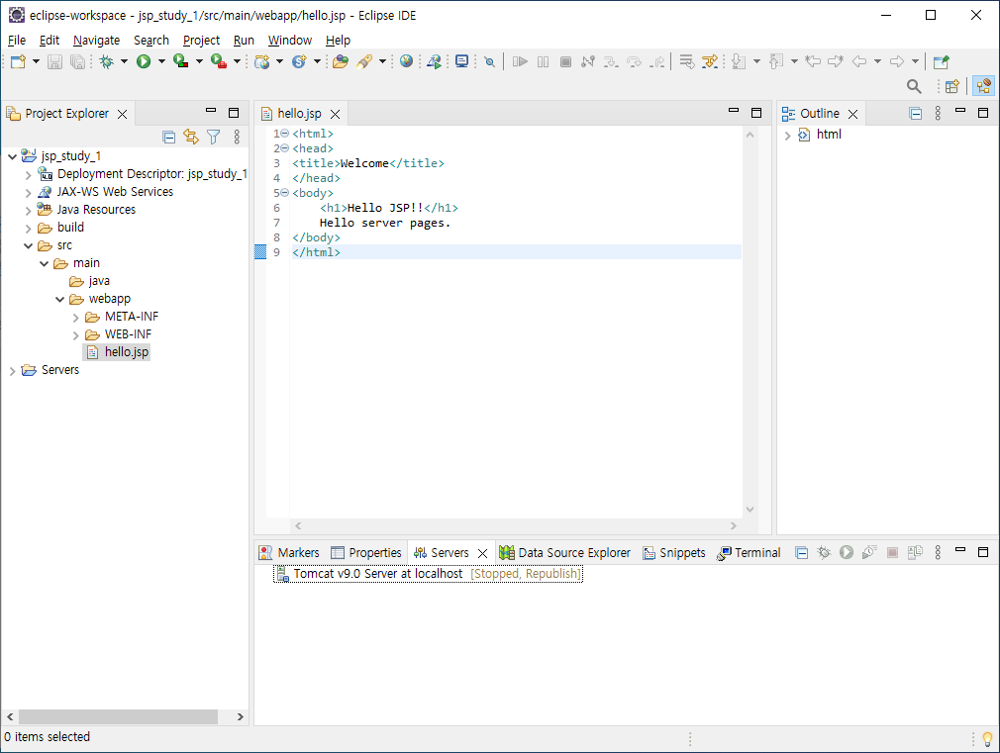 eclipse-workspace - jsp_study_1/src/main/webapp/hello.jsp - Eclipse IDE
File Edit Navigate Search Project Run Window Help
Project Explorer
jsp_study_1
Deployment Descriptor: jsp_study_1
JAX-WS Web Services
Java Resources
build
src
main
java
webapp
META-INF
WEB-INF
hello.jsp
Servers
hello.jsp
1 <html>
2 <head>
3 <title>Welcome</title>
4 </head>
5 <body>
6 <h1>Hello JSP!!</h1>
7 Hello server pages.
8 </body>
9 </html>
Outline
html
Markers Properties Servers Data Source Explorer Snippets Terminal
Tomcat v9.0 Server at localhost [Stopped, Republish]
0 items selected